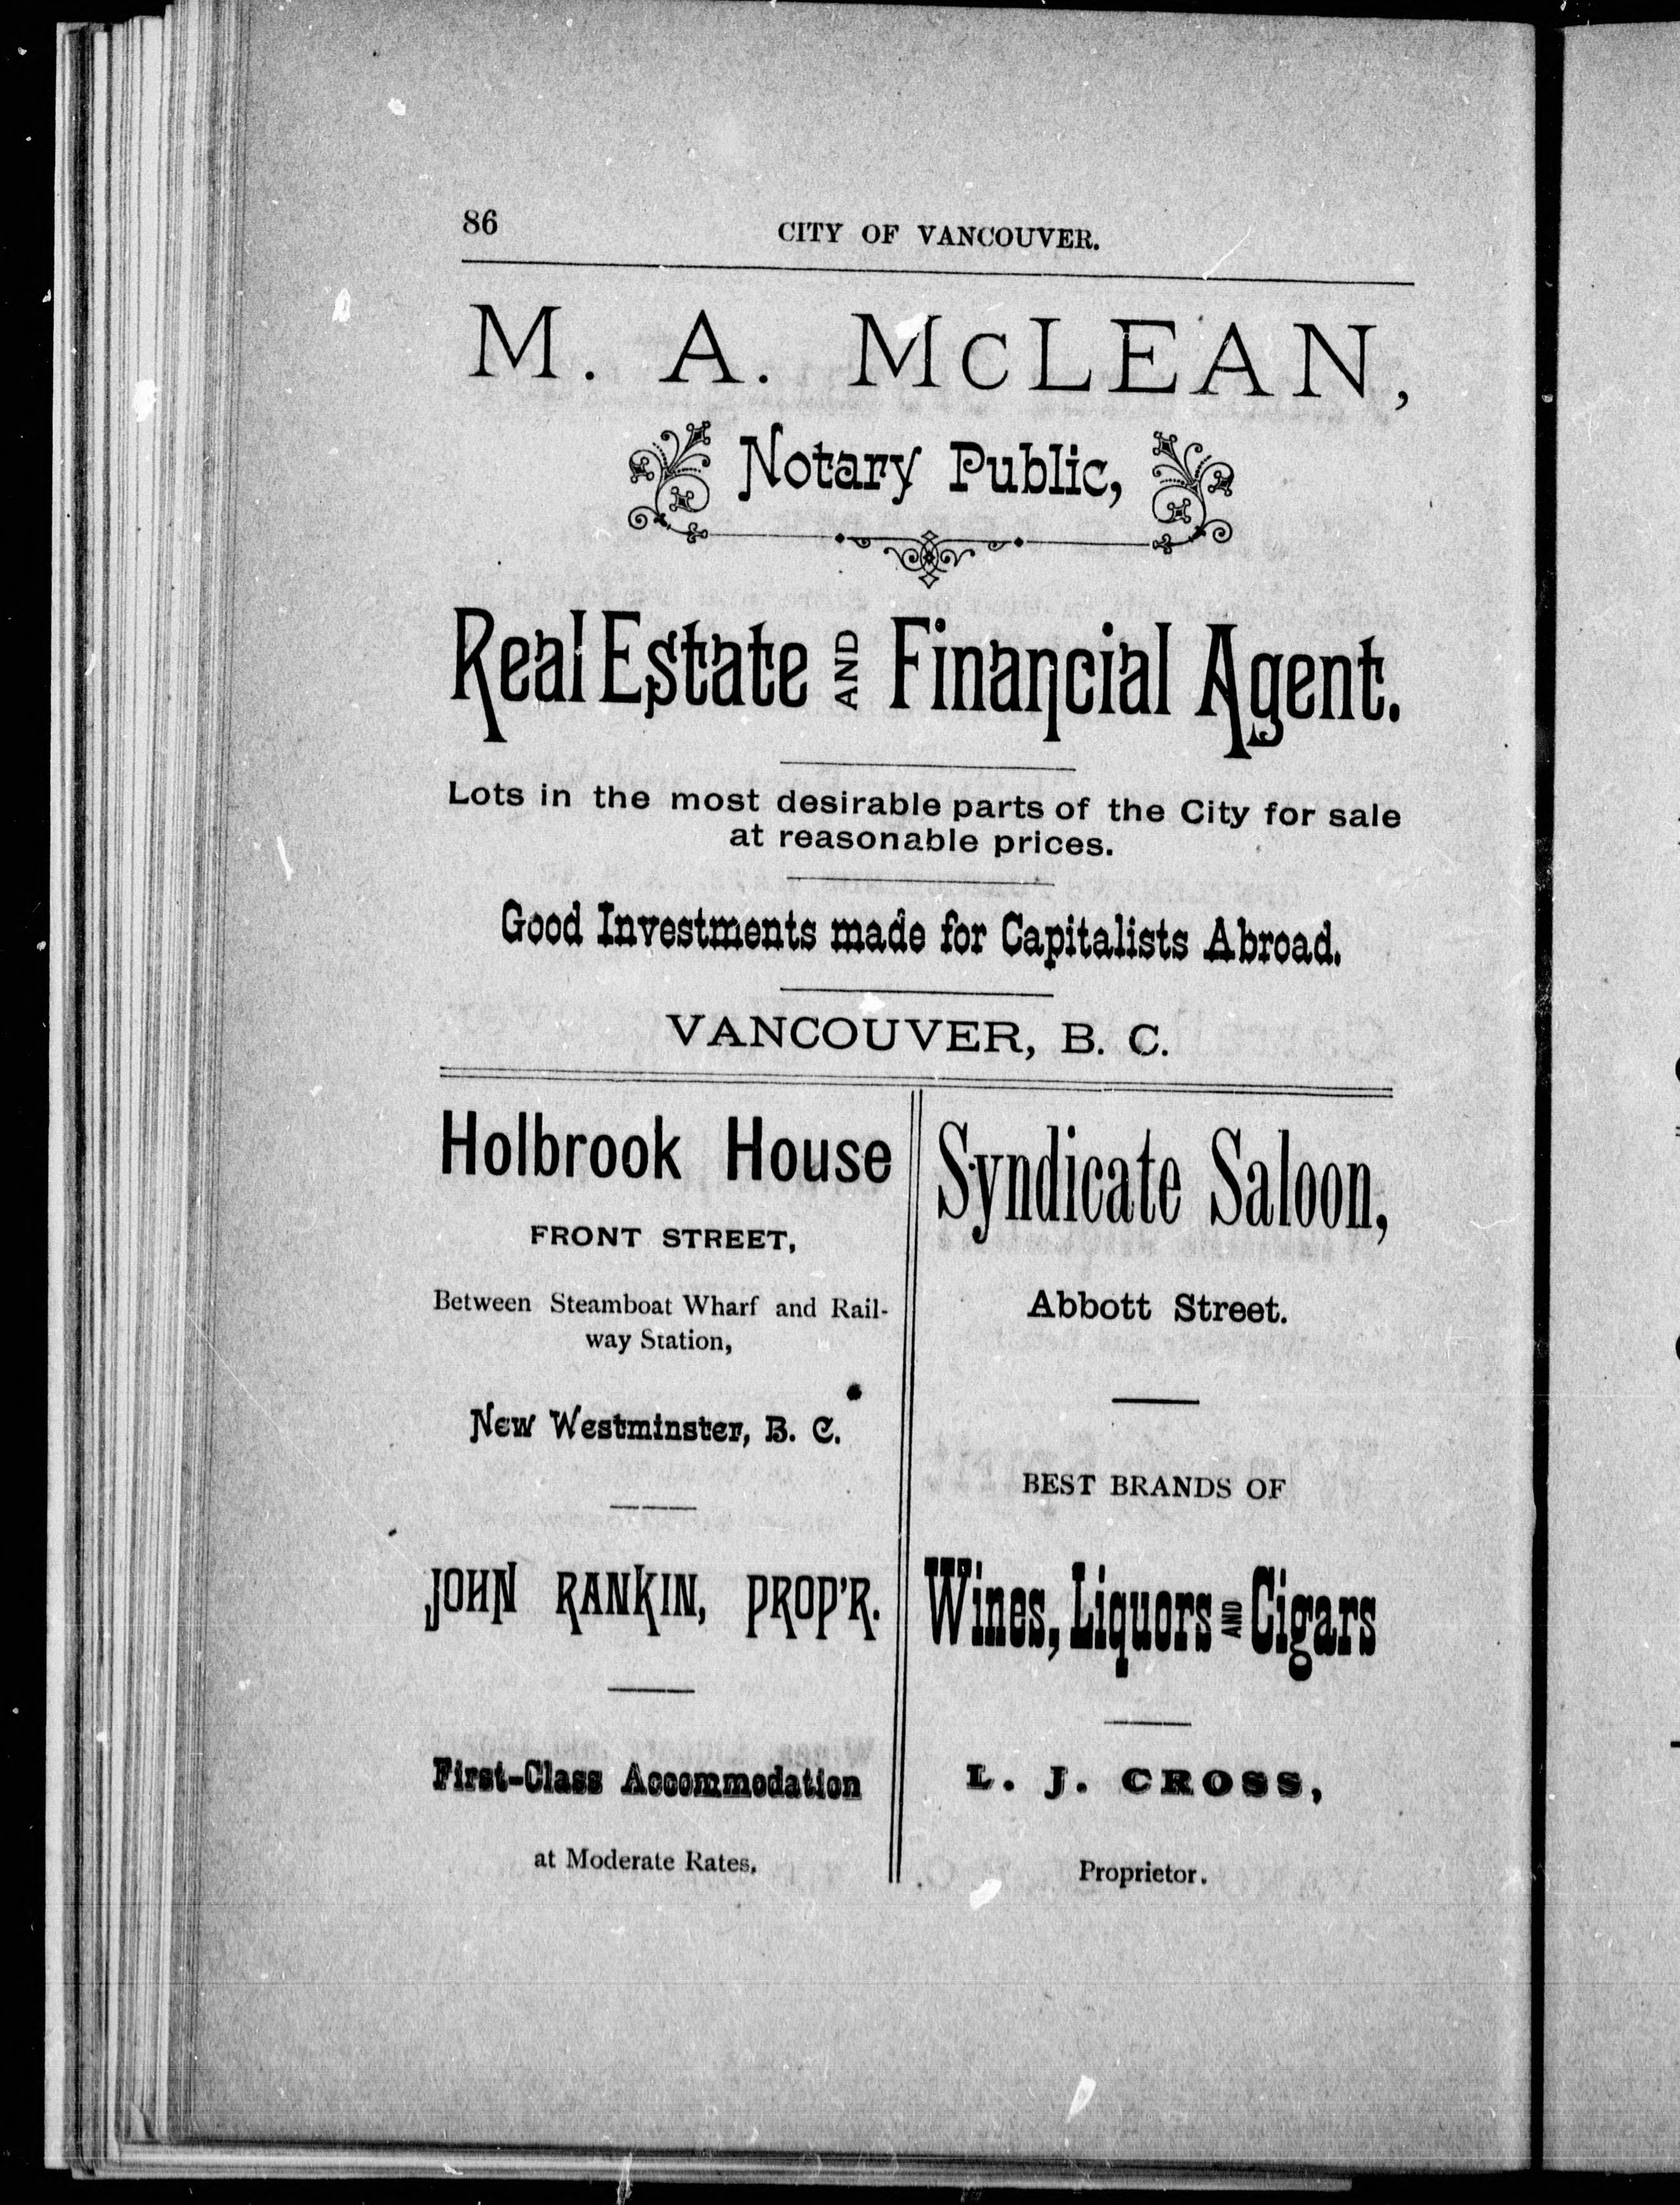 86
CITY OF VANCOUVER.
M. A. McLEAN,
Notary Public,
Real Estate AND Financial Agent.
Lots in the most desirable parts of the City for sale
at reasonable prices.
Good Investments made for Capitalists Abroad.
VANCOUVER, B. C.
Holbrook House
FRONT STREET,
Between Steamboat Wharf and Rail-
way Station,
New Westminster, B. C.
JOHN RANKIN, PROP'R.
First-Class Accommodation
at Moderate Rates.
Syndicate Saloon,
Abbott Street.
BEST BRANDS OF
Wines, Liquors AND Cigars
L. J. CROSS,
Proprietor.